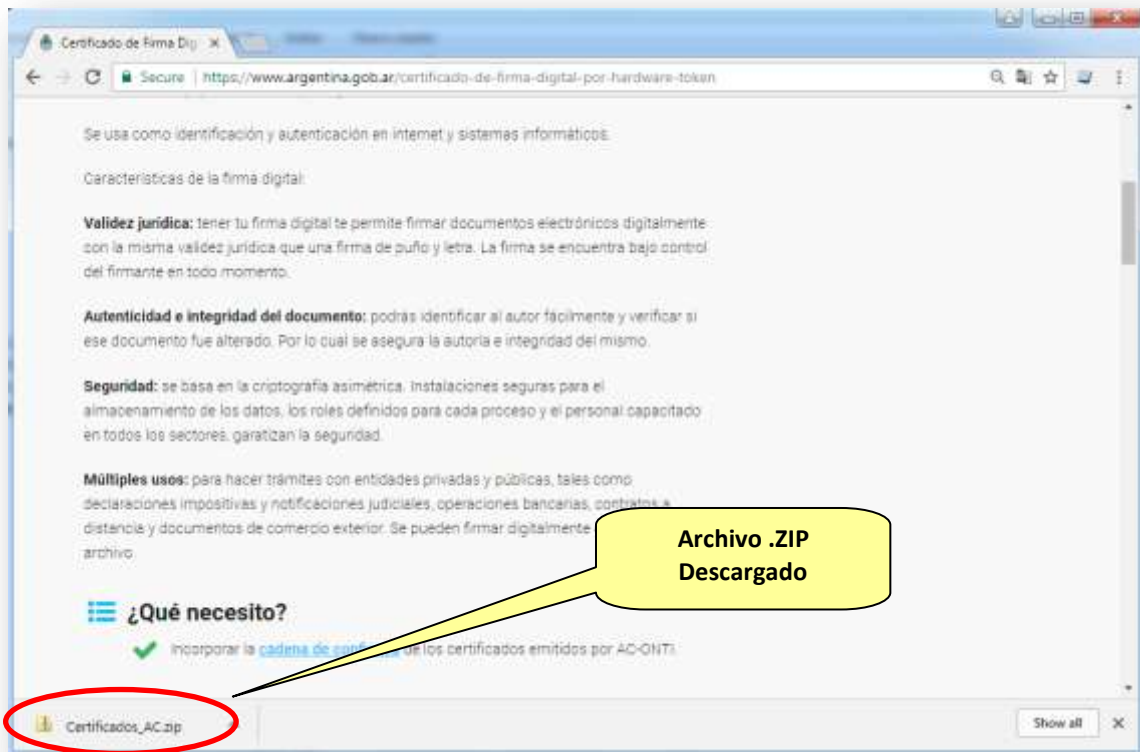 Certificado de Firma Dig
Secure | https://www.argentina.gob.ar/certificado-de-firma-digital-por-hardware-token
Se usa como identificación y autenticación en internet y sistemas informáticos.
Características de la firma digital:
Validez jurídica: tener tu firma digital te permite firmar documentos electrónicos digitalmente
con la misma validez jurídica que una firma de puño y letra. La firma se encuentra bajo control
del firmante en todo momento.
Autenticidad e integridad del documento: podrás identificar al autor fácilmente y verificar si
ese documento fue alterado. Por lo cual se asegura la autoría e integridad del mismo.
Seguridad: se basa en la criptografía asimétrica. Instalaciones seguras para el
almacenamiento de los datos, los roles definidos para cada proceso y el personal capacitado
en todos los sectores, garatizan la seguridad.
Múltiples usos: para hacer trámites con entidades privadas y públicas, tales como
declaraciones impositivas y notificaciones judiciales, operaciones bancarias, contratos a
distancia y documentos de comercio exterior. Se pueden firmar digitalmente
archivo.
Archivo .ZIP
Descargado
¿Qué necesito?
Incorporar la cadena de confianza de los certificados emitidos por AC-ONTI.
Certificados_AC.zip
Show all